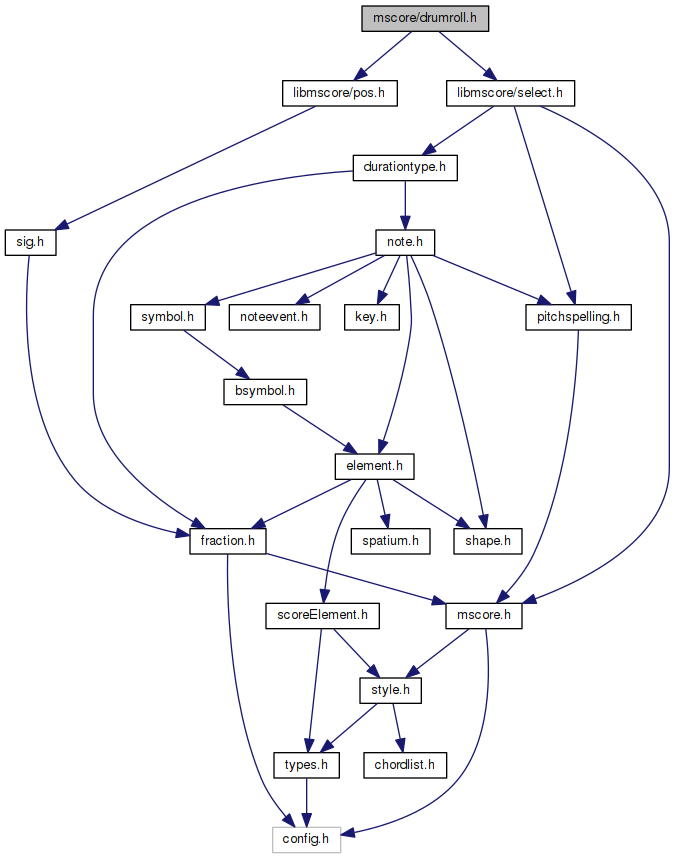 mscore/drumroll.h
libmscore/pos.h
libmscore/select.h
durationtype.h
sig.h
note.h
symbol.h
noteevent.h
key.h
pitchspelling.h
bsymbol.h
element.h
fraction.h
spatium.h
shape.h
scoreElement.h
mscore.h
style.h
types.h
chordlist.h
config.h